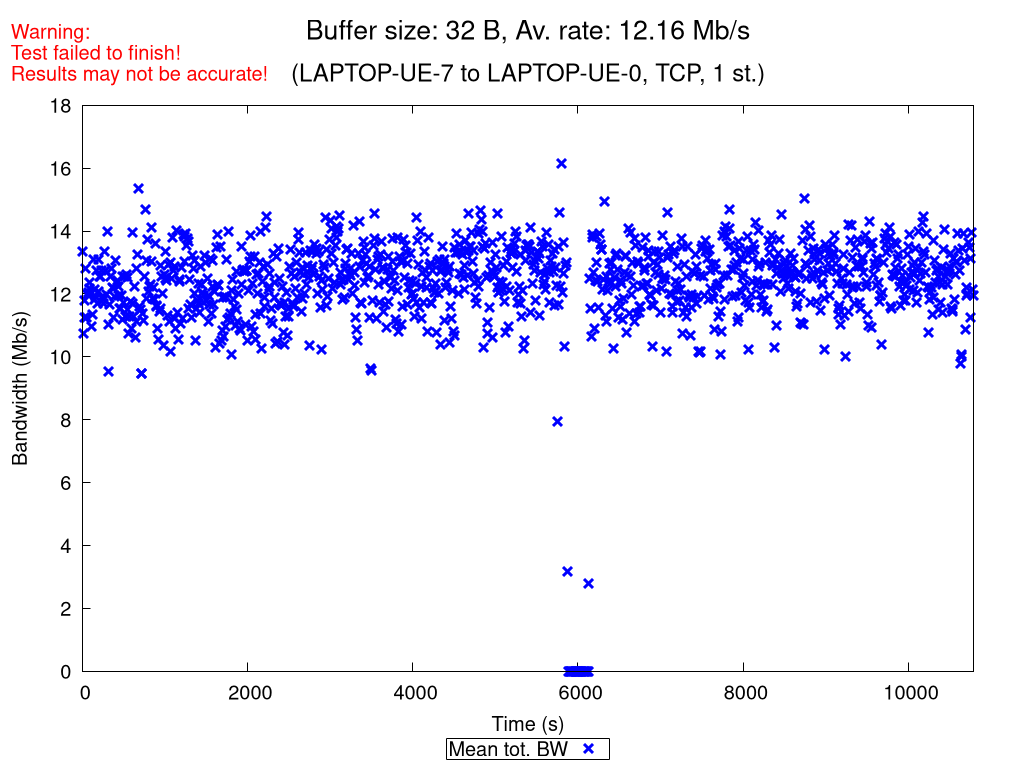 Warning:
Test failed to finish!
Results may not be accurate!
Buffer size: 32 B, Av. rate: 12.16 Mb/s
(LAPTOP-UE-7 to LAPTOP-UE-0, TCP, 1 st.)
18
16
14
12
10
8
6
4
2
0
Bandwidth (Mb/s)
0 2000 4000 6000 8000 10000
Time (s)
Mean tot. BW